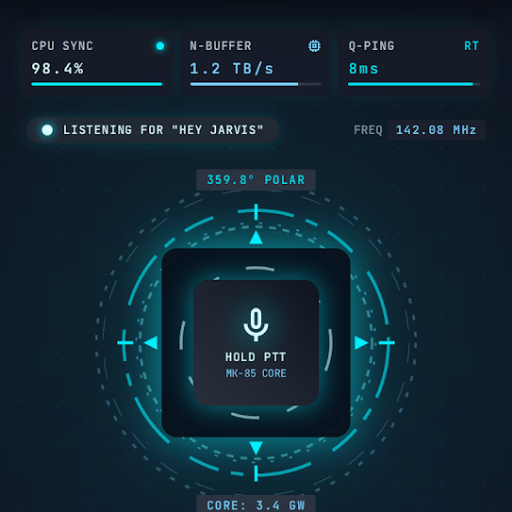 CPU SYNC
98.4%
N-BUFFER
1.2 TB/s
Q-PING RT
8ms
LISTENING FOR "HEY JARVIS"
FREQ 142.08 MHz
359.8° POLAR
HOLD PTT
MK-85 CORE
CORE: 3.4 GW